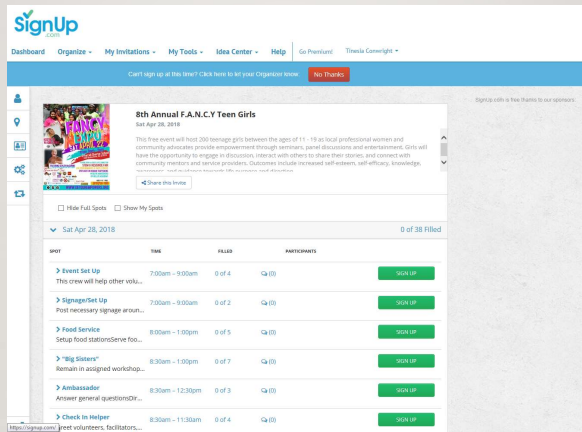 SignUp
.com
Dashboard Organize My Invitations My Tools Idea Center Help Go Premium! Tinesia Conwright
Can't sign up at this time? Click here to let your Organizer know. No Thanks
SignUp.com is free thanks to our sponsors
8th Annual F.A.N.C.Y Teen Girls
Sat Apr 28, 2018
This free event will host 200 teenage girls between the ages of 11 - 19 as local professional women and
community advocates provide empowerment through seminars, panel discussions and entertainment. Girls will
have the opportunity to engage in discussion, interact with others to share their stories, and connect with
community mentors and service providers. Outcomes include increased self-esteem, self-efficacy, knowledge,
FANCY
EXPO
Share this Invite
Hide Full Spots Show My Spots
Sat Apr 28, 2018 0 of 38 Filled
SPOT TIME FILLED PARTICIPANTS
Event Set Up 7:00am – 9:00am 0 of 4 (0) SIGN UP
This crew will help other volu...
Signage/Set Up 7:00am – 9:00am 0 of 2 (0) SIGN UP
Post necessary signage aroun...
Food Service 8:00am – 1:00pm 0 of 5 (0) SIGN UP
Setup food stationsServe foo...
"Big Sisters" 8:30am – 1:00pm 0 of 7 (0) SIGN UP
Remain in assigned workshop...
Ambassador 8:30am – 12:30pm 0 of 3 (0) SIGN UP
Answer general questionsDir...
Check In Helper 8:30am – 11:30am 0 of 4 (0) SIGN UP
https://signup.com/ reet volunteers, facilitators,...